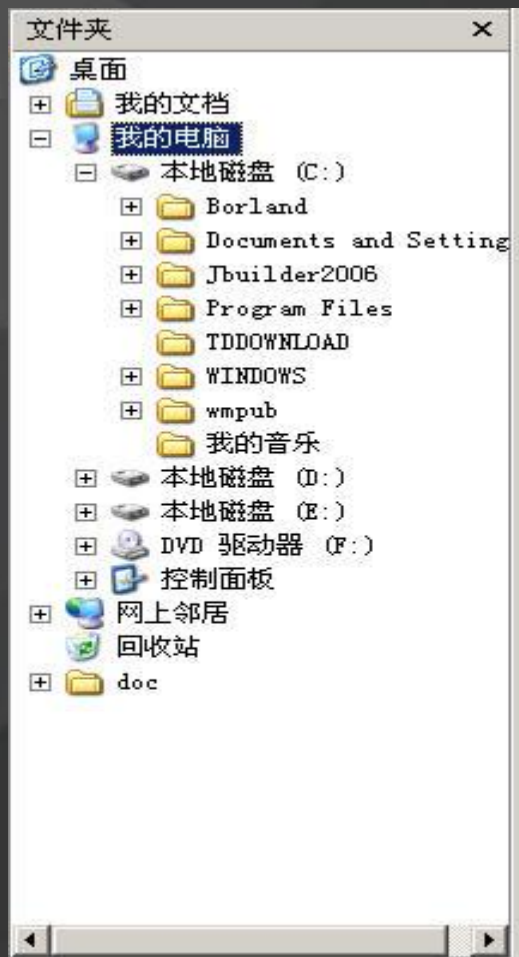 文件夹
桌面
我的文档
我的电脑
本地磁盘 (C:)
Borland
Documents and Setting
Jbuilder2006
Program Files
TDDOWNLOAD
WINDOWS
wmpub
我的音乐
本地磁盘 (D:)
本地磁盘 (E:)
DVD 驱动器 (F:)
控制面板
网上邻居
回收站
doc